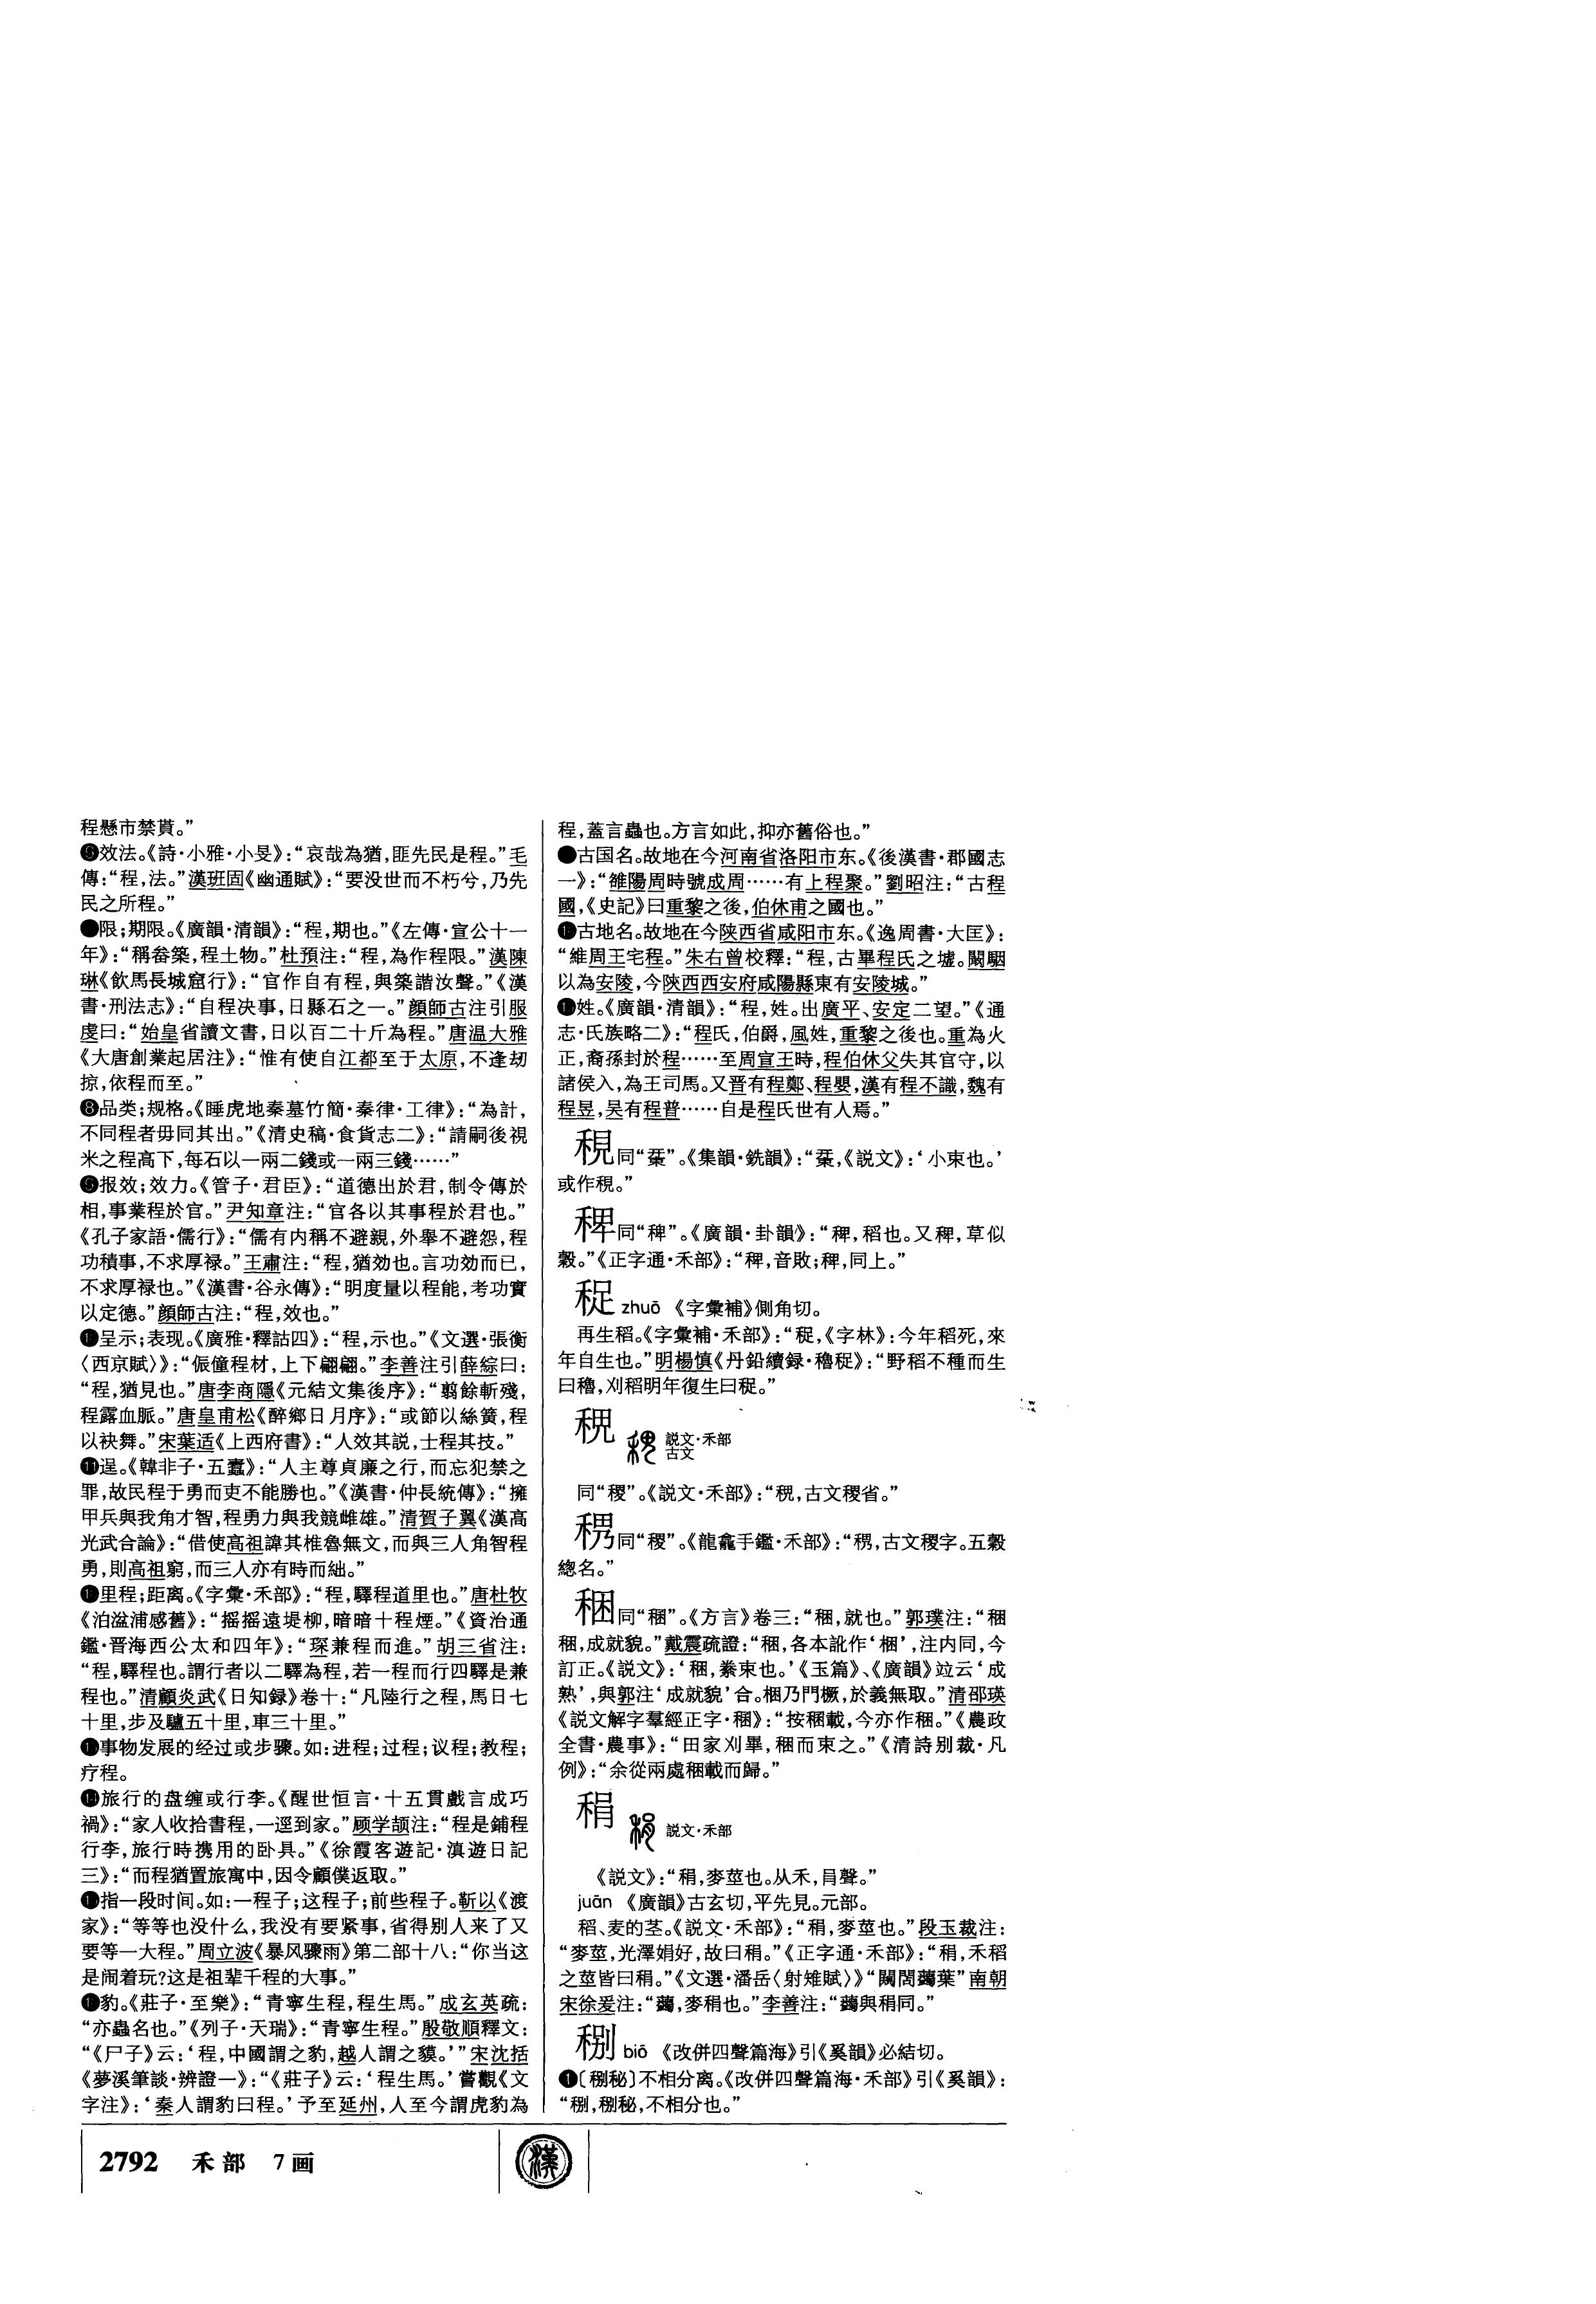 程懸市禁貰。”
❻效法。《詩·小雅·小旻》：“哀哉為猶，匪先民是程。”毛
傳：“程，法。”漢班固《幽通賦》：“要没世而不朽兮，乃先
民之所程。”
●限；期限。《廣韻·清韻》：“程，期也。”《左傳·宣公十一
年》：“稱畚築，程土物。”杜預注：“程，為作程限。”漢陳
琳《飲馬長城窟行》：“官作自有程，舉築諧汝聲。”《漢
書·刑法志》：“自程决事，日縣石之一。”顔師古注引服
虔曰：“始皇省讀文書，日以百二十斤為程。”唐温大雅
《大唐創業起居注》：“惟有使自江都至于太原，不逢劫
掠，依程而至。”
❽品类；规格。《睡虎地秦墓竹簡·秦律·工律》：“為計，
不同程者毋同其出。”《清史稿·食貨志二》：“請嗣後視
米之程高下，每石以一兩二錢或一兩三錢……”
❾报效；效力。《管子·君臣》：“道德出於君，制令傳於
相，事業程於官。”尹知章注：“官各以其事程於君也。”
《孔子家語·儒行》：“儒有内稱不避親，外舉不避怨，程
功積事，不求厚禄。”王肅注：“程，猶効也。言功効而已，
不求厚禄也。”《漢書·谷永傳》：“明度量以程能，考功實
以定德。”顔師古注：“程，效也。”
❿呈示；表现。《廣雅·釋詁四》：“程，示也。”《文選·張衡
〈西京賦〉》：“侲僮程材，上下翩翩。”李善注引薛綜曰：
“程，猶見也。”唐李商隱《元結文集後序》：“翦餘斬殘，
程露血脈。”唐皇甫松《醉鄉日月序》：“或節以絲簧，程
以袂舞。”宋葉适《上西府書》：“人效其説，士程其技。”
⓫逞。《韓非子·五蠹》：“人主尊貞廉之行，而忘犯禁之
罪，故民程于勇而吏不能勝也。”《漢書·仲長統傳》：“擁
甲兵與我角才智，程勇力與我競雌雄。”清賀子翼《漢高
光武合論》：“借使高祖諱其椎魯無文，而與三人角智程
勇，則高祖窮，而三人亦有時而絀。”
⓬里程；距离。《字彙·禾部》：“程，驛程道里也。”唐杜牧
《泊湓浦感舊》：“摇摇遠堤柳，暗暗十程煙。”《資治通
鑑·晋海西公太和四年》：“琛兼程而進。”胡三省注：
“程，驛程也。謂行者以二驛為程，若一程而行四驛是兼
程也。”清顧炎武《日知録》卷十：“凡陸行之程，馬日七
十里，步及驢五十里，車三十里。”
⓭事物发展的经过或步骤。如：进程；过程；议程；教程；
疗程。
⓮旅行的盘缠或行李。《醒世恒言·十五貫戲言成巧
禍》：“家人收拾書程，一逕到家。”顾学颉注：“程是鋪程
行李，旅行時携用的卧具。”《徐霞客遊記·滇遊日記
三》：“而程猶置旅寓中，因令顧僕返取。”
⓯指一段时间。如：一程子；这程子；前些程子。靳以《渡
家》：“等等也没什么，我没有要紧事，省得别人来了又
要等一大程。”周立波《暴风骤雨》第二部十八：“你当这
是闹着玩？这是祖辈千程的大事。”
⓰豹。《莊子·至樂》：“青寧生程，程生馬。”成玄英疏：
“亦蟲名也。”《列子·天瑞》：“青寧生程。”殷敬順釋文：
“《尸子》云：‘程，中國謂之豹，越人謂之貘。’”宋沈括
《夢溪筆談·辨證一》：“《莊子》云：‘程生馬。’嘗觀《文
字注》：‘秦人謂豹曰程。’予至延州，人至今謂虎豹為
程，蓋言蟲也。方言如此，抑亦舊俗也。”
●古国名。故地在今河南省洛阳市东。《後漢書·郡國志
一》：“雒陽周時號成周……有上程聚。”劉昭注：“古程
國，《史記》曰重黎之後，伯休甫之國也。”
⓲古地名。故地在今陕西省咸阳市东。《逸周書·大匡》：
“維周王宅程。”朱右曾校釋：“程，古畢程氏之墟。闞駰
以為安陵，今陝西西安府咸陽縣東有安陵城。”
⓳姓。《廣韻·清韻》：“程，姓。出廣平、安定二望。”《通
志·氏族略二》：“程氏，伯爵，風姓，重黎之後也。重為火
正，裔孫封於程……至周宣王時，程伯休父失其官守，以
諸侯入，為王司馬。又晋有程鄭、程嬰，漢有程不識，魏有
程昱，吴有程普……自是程氏世有人焉。”
䅍同“䅌”。《集韻·銑韻》：“䅌，《説文》：‘小束也。’
或作䅍。”
同“稗”。《廣韻·卦韻》：“稗，稻也。又稗，草似
穀。”《正字通·禾部》：“稗，音敗；稗，同上。”
䅵 zhuō 《字彙補》側角切。
再生稻。《字彙補·禾部》：“，《字林》：今年稻死，來
年自生也。”明楊慎《丹鉛續録·穭》：“野稻不種而生
曰穭，刈稻明年復生曰。”
説文·禾部
古文
同“稷”。《説文·禾部》：“，古文稷省。”
同“稷”。《龍龕手鑑·禾部》：“，古文稷字。五穀
總名。”
稇同“稛”。《方言》卷三：“稇，就也。”郭璞注：“稇
稇，成就貌。”戴震疏證：“稇，各本訛作‘梱’，注内同，今
訂正。《説文》：‘稇，絭束也。’《玉篇》、《廣韻》竝云‘成
熟’，與郭注‘成就貌’合。梱乃門橛，於義無取。”清邵瑛
《説文解字羣經正字·稛》：“按稛載，今亦作稇。”《農政
全書·農事》：“田家刈畢，稇而束之。”《清詩别裁·凡
例》：“余從兩處稇載而歸。”
稍 説文·禾部
《説文》：“稍，麥莖也。从禾，肙聲。”
juān 《廣韻》古玄切，平先見。元部。
稻、麦的茎。《説文·禾部》：“䅌，麥莖也。”段玉裁注：
“麥莖，光澤娟好，故曰䅌。”《正字通·禾部》：“䅌，禾稻
之莖皆曰䅌。”《文選·潘岳〈射雉賦〉》“闚䦗葉”南朝
宋徐爰注：“，麥䅌也。”李善注：“與䅌同。”
biē 《改併四聲篇海》引《奚韻》必結切。
❶〔秘〕不相分离。《改併四聲篇海·禾部》引《奚韻》：
“，秘，不相分也。”
2792 禾部 7画
漢